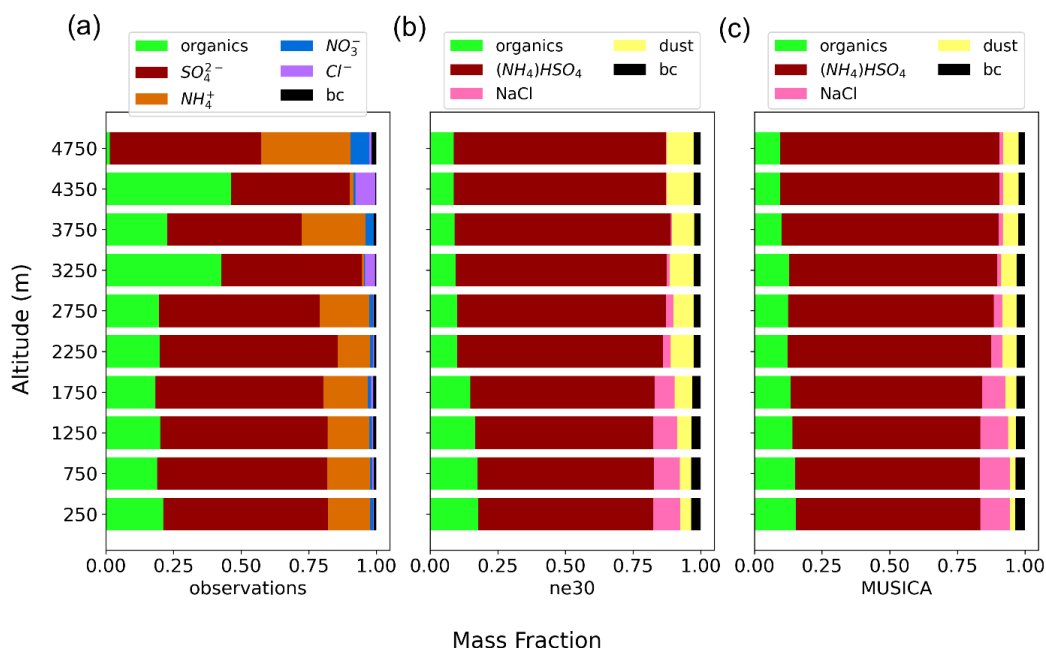 (a)
organics
SO₄²⁻
NH₄⁺
NO₃⁻
Cl⁻
bc
(b)
organics
(NH₄)HSO₄
NaCl
dust
bc
(c)
organics
(NH₄)HSO₄
NaCl
dust
bc
Altitude (m)
4750
4350
3750
3250
2750
2250
1750
1250
750
250
0.00 0.25 0.50 0.75 1.00
observations
0.00 0.25 0.50 0.75 1.00
ne30
0.00 0.25 0.50 0.75 1.00
MUSICA
Mass Fraction